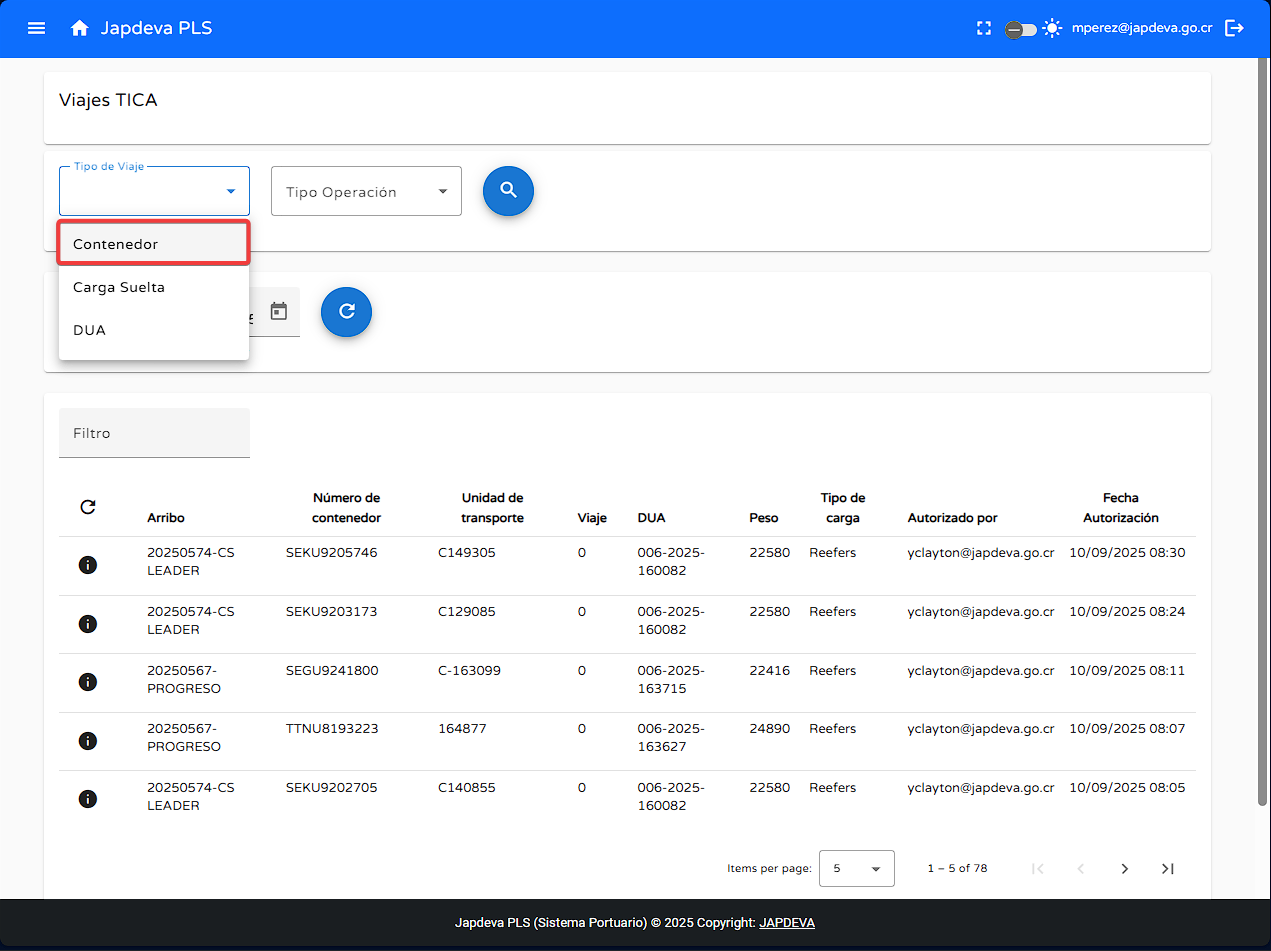 Japdeva PLS
mperez@japdeva.go.cr
Viajes TICA
Tipo de Viaje
Tipo Operación
Contenedor
Carga Suelta
DUA
Filtro
Arribo Número de contenedor Unidad de transporte Viaje DUA Peso Tipo de carga Autorizado por Fecha Autorización
20250574-CS SEKU9205746 C149305 0 006-2025- 22580 Reefers yclayton@japdeva.go.cr 10/09/2025 08:30
LEADER 160082
20250574-CS SEKU9203173 C129085 0 006-2025- 22580 Reefers yclayton@japdeva.go.cr 10/09/2025 08:24
LEADER 160082
20250567- SEGU9241800 C-163099 0 006-2025- 22416 Reefers yclayton@japdeva.go.cr 10/09/2025 08:11
PROGRESO 163715
20250567- TTNU8193223 164877 0 006-2025- 24890 Reefers yclayton@japdeva.go.cr 10/09/2025 08:07
PROGRESO 163627
20250574-CS SEKU9202705 C140855 0 006-2025- 22580 Reefers yclayton@japdeva.go.cr 10/09/2025 08:05
LEADER 160082
Items per page: 5 1 – 5 of 78
Japdeva PLS (Sistema Portuario) © 2025 Copyright: JAPDEVA